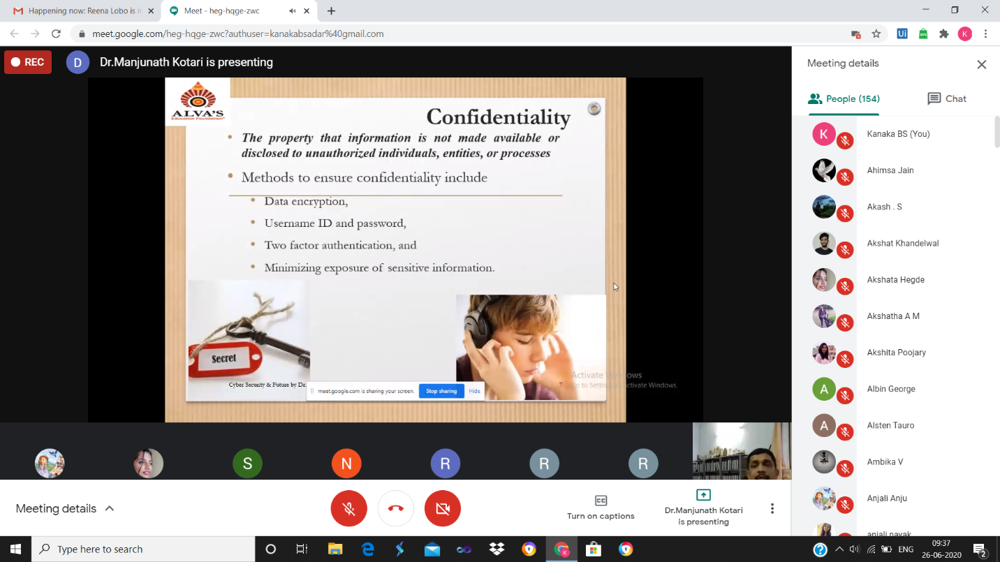 Happening now: Reena Lobo is in
Meet - heg-hqge-zwc
meet.google.com/heg-hqge-zwc?authuser=kanakabsadar%40gmail.com
Ui
AVG
K
REC
D
Dr.Manjunath Kotari is presenting
ALVA'S
Education Foundation
Confidentiality
• The property that information is not made available or
disclosed to unauthorized individuals, entities, or processes
• Methods to ensure confidentiality include
• Data encryption,
• Username ID and password,
• Two factor authentication, and
• Minimizing exposure of sensitive information.
Secret
Cyber Security & Future by Dr.
7
meet.google.com is sharing your screen.
Stop sharing
Hide
Activate
ows
Go to Setti
ctivate Windows.
S
N
R
R
R
Meeting details
CC
Turn on captions
Dr.Manjunath Kotari
is presenting
Meeting details
People (154)
Chat
K
Kanaka BS (You)
Ahimsa Jain
Akash . S
Akshat Khandelwal
Akshata Hegde
Akshatha A M
Akshita Poojary
A
Albin George
A
Alsten Tauro
Ambika V
Anjali Anju
anjali nayak
Type here to search
K
ENG
09:37
26-06-2020
2